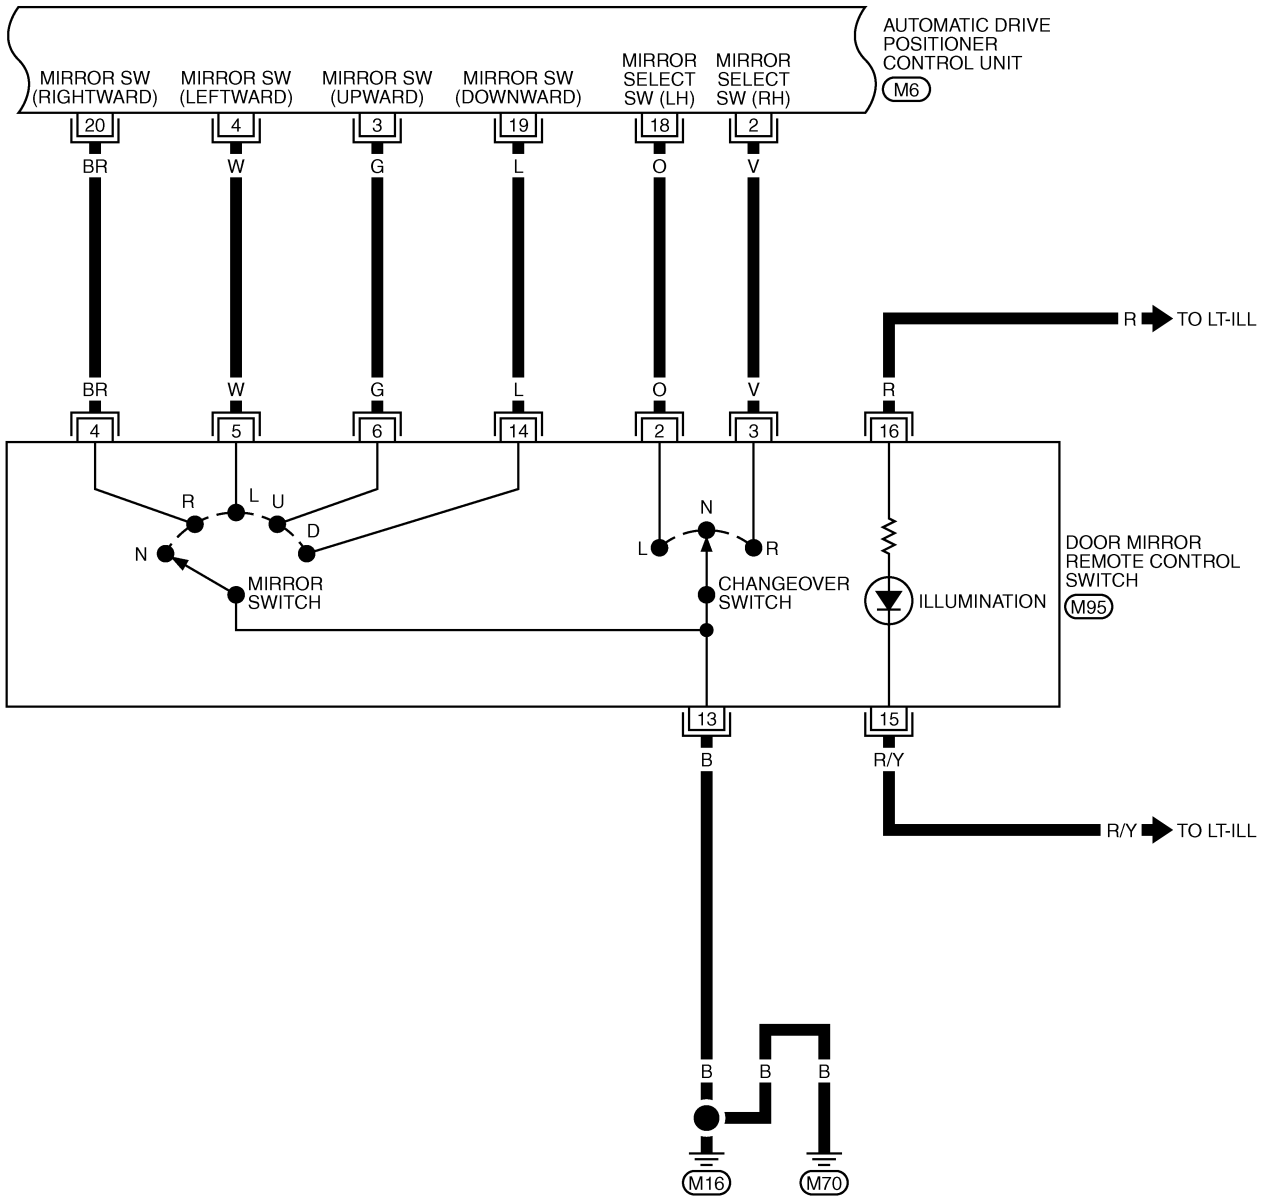 AUTOMATIC DRIVE
POSITIONER
CONTROL UNIT
M6
MIRROR SW
(RIGHTWARD)
MIRROR SW
(LEFTWARD)
MIRROR SW
(UPWARD)
MIRROR SW
(DOWNWARD)
MIRROR
SELECT
SW (LH)
MIRROR
SELECT
SW (RH)
20
4
3
19
18
2
BR
W
G
L
O
V
R
TO LT-ILL
BR
W
G
L
O
V
R
4
5
6
14
2
3
16
R
L
U
D
N
MIRROR
SWITCH
N
L
R
CHANGEOVER
SWITCH
ILLUMINATION
DOOR MIRROR
REMOTE CONTROL
SWITCH
M95
13
15
B
R/Y
R/Y
TO LT-ILL
B
B
B
M16
M70